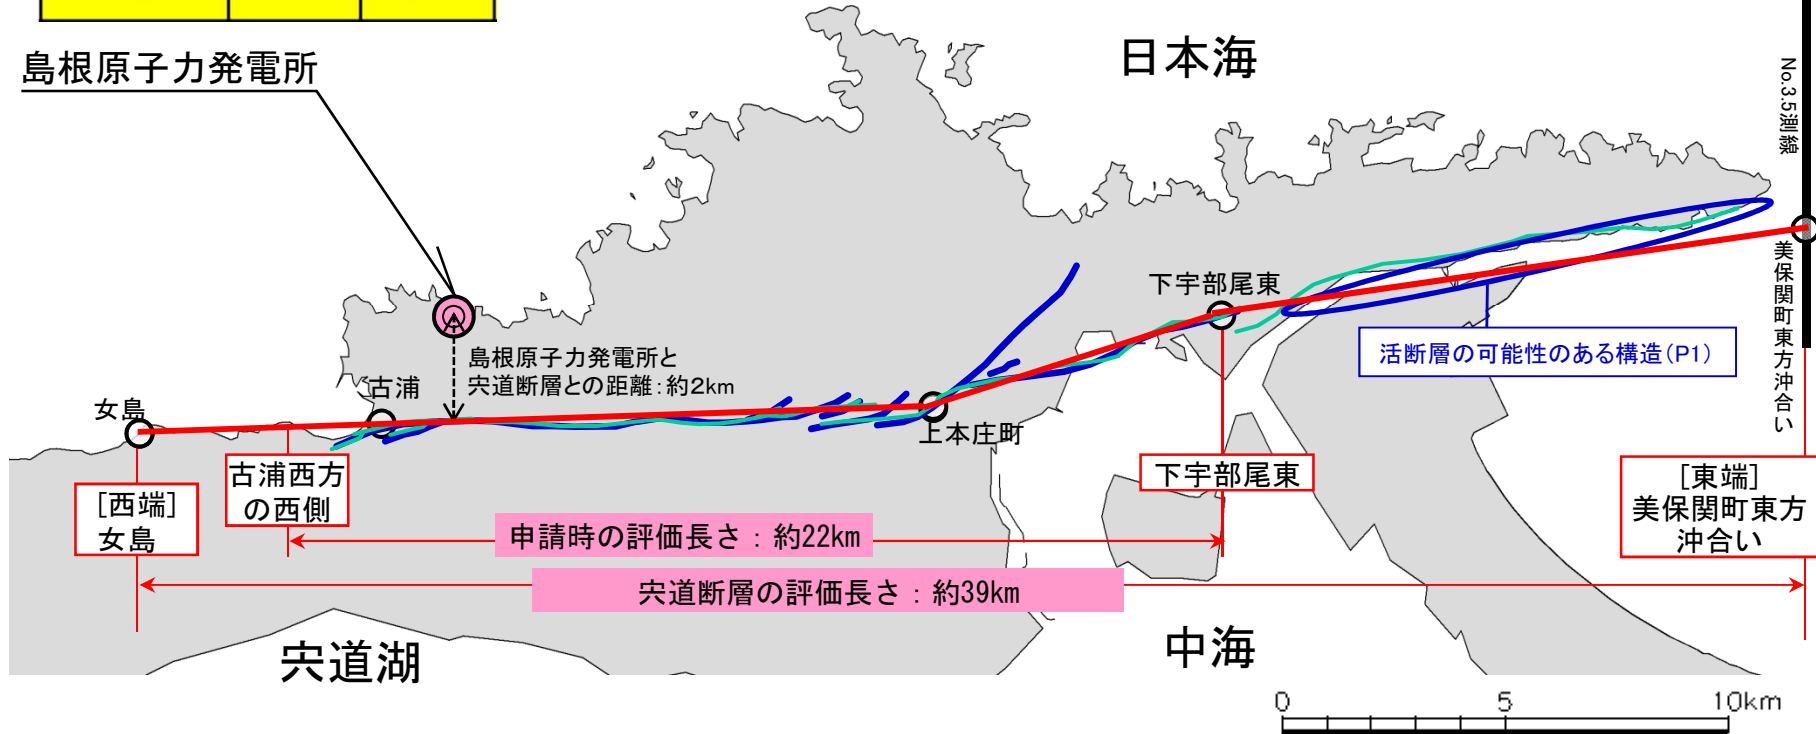 島根原子力発電所
日本海
No.3.5測線
美保関町東方沖合い
下宇部尾東
活断層の可能性のある構造(P1)
島根原子力発電所と
宍道断層との距離:約2km
古浦
女島
上本庄町
[西端]
女島
古浦西方
の西側
下宇部尾東
[東端]
美保関町東方
沖合い
申請時の評価長さ:約22km
宍道断層の評価長さ:約39km
宍道湖
中海
0 5 10km